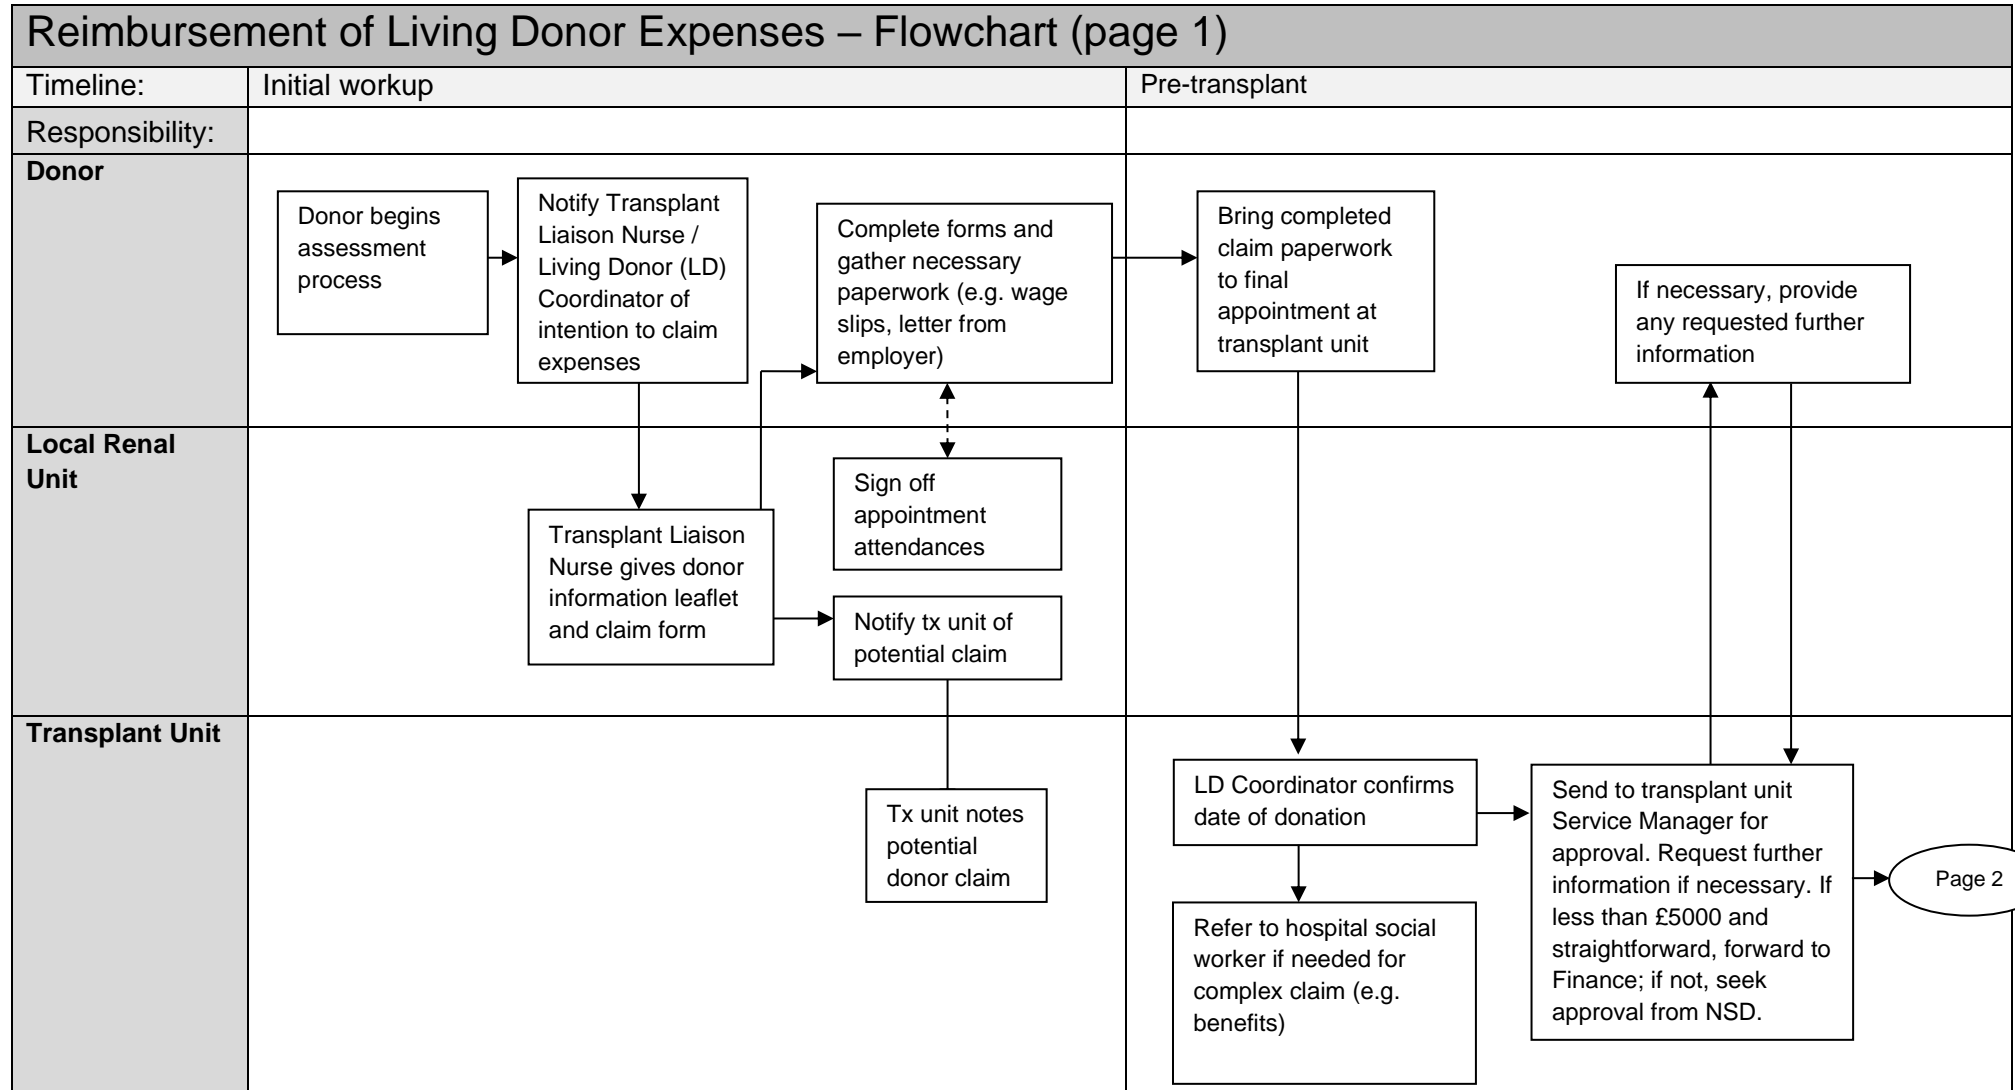 Reimbursement of Living Donor Expenses – Flowchart (page 1)
Timeline:
Initial workup
Pre-transplant
Responsibility:
Donor
Donor begins
assessment
process
Notify Transplant
Liaison Nurse /
Living Donor (LD)
Coordinator of
intention to claim
expenses
Complete forms and
gather necessary
paperwork (e.g. wage
slips, letter from
employer)
Bring completed
claim paperwork
to final
appointment at
transplant unit
If necessary, provide
any requested further
information
Local Renal
Unit
Transplant Liaison
Nurse gives donor
information leaflet
and claim form
Sign off
appointment
attendances
Notify tx unit of
potential claim
Transplant Unit
Tx unit notes
potential
donor claim
LD Coordinator confirms
date of donation
Refer to hospital social
worker if needed for
complex claim (e.g.
benefits)
Send to transplant unit
Service Manager for
approval. Request further
information if necessary. If
less than £5000 and
straightforward, forward to
Finance; if not, seek
approval from NSD.
Page 2